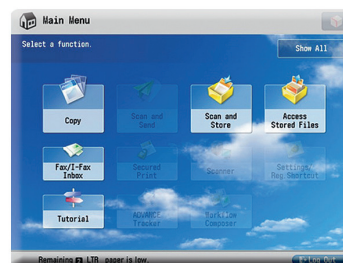 Main Menu
Select a function.
Show All
Copy
Scan and
Send
Scan and
Store
Access
Stored Files
Fax/I-Fax
Inbox
Secured
Print
Scanner
Settings/
Reg Shortcut
Tutorial
ADVANCE
Tracker
Workflow
Composer
Remaining LTR paper is low.
Log Out